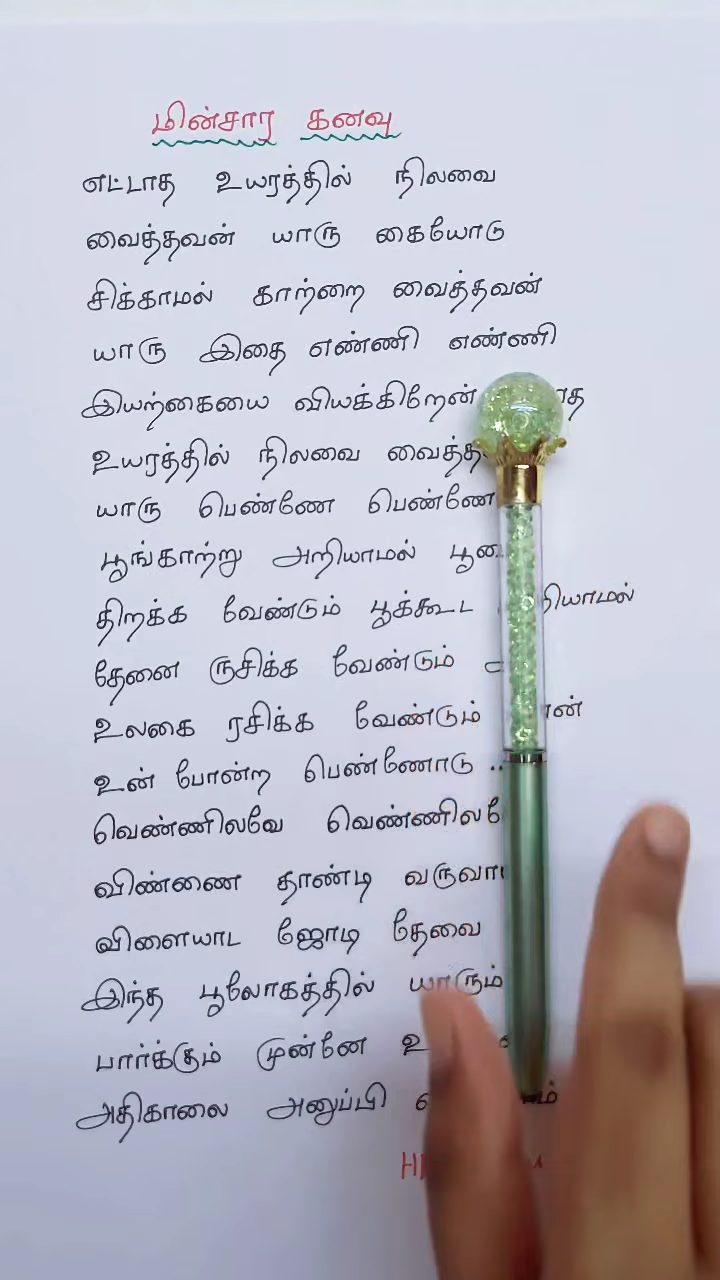 மின்சார கனவு
எட்டாத உயரத்தில் நிலவை
வைத்தவன் யாரு கையோடு
சிக்காமல் காற்றை வைத்தவன்
யாரு இதை எண்ணி எண்ணி
இயற்கையை வியக்கிறேன்
உயரத்தில் நிலவை
யாரு பெண்ணே பெண்ணே
பூங்காற்று அறியாமல்
திறக்க வேண்டும் பூக்கூட
தேனை ருசிக்க வேண்டும்
உலகை ரசிக்க வேண்டும்
உன் போன்ற பெண்ணோடு
வெண்ணிலவே
விண்ணை தாண்டி
விளையாட ஜோடி தேவை
இந்த பூலோகத்தில் யாரும்
பார்க்கும் முன்னே
அதிகாலை அனுப்பி